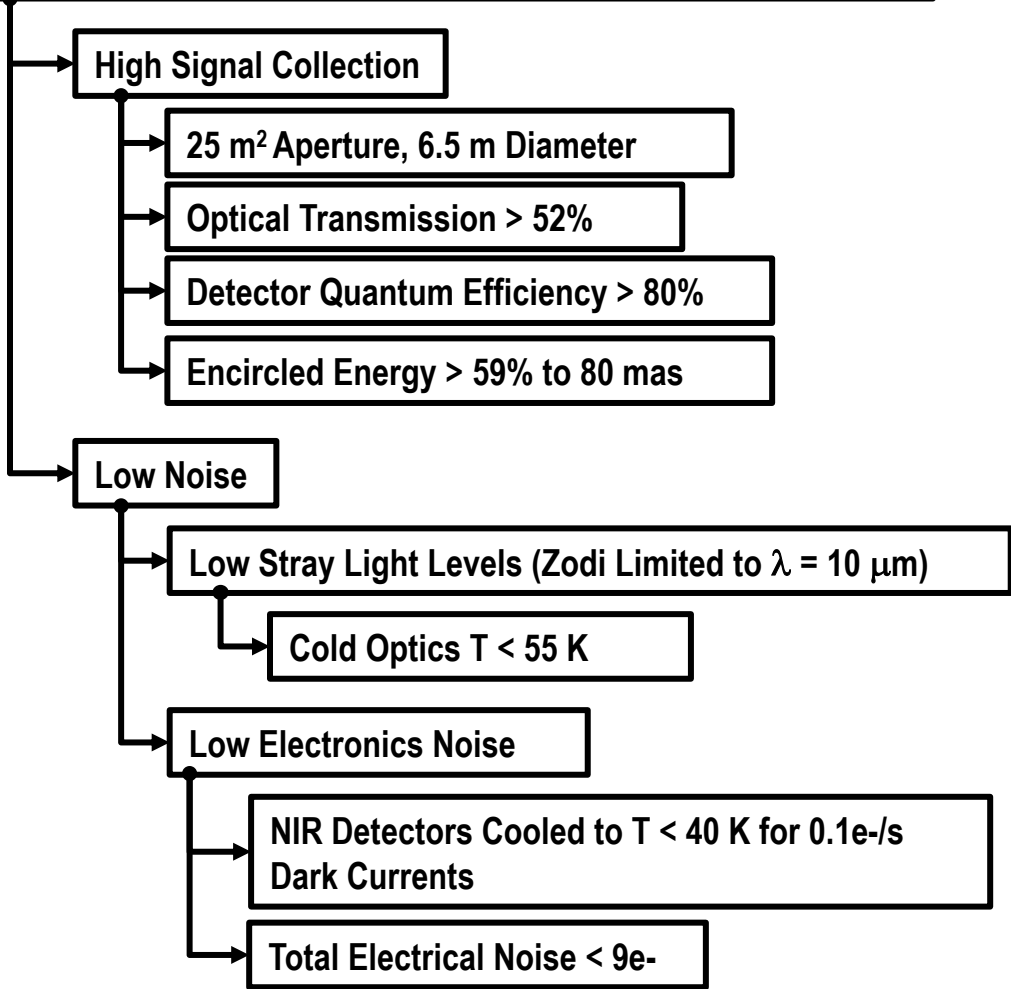 High Signal Collection
25 m² Aperture, 6.5 m Diameter
Optical Transmission > 52%
Detector Quantum Efficiency > 80%
Encircled Energy > 59% to 80 mas
Low Noise
Low Stray Light Levels (Zodi Limited to λ = 10 μm)
Cold Optics T < 55 K
Low Electronics Noise
NIR Detectors Cooled to T < 40 K for 0.1e-/s
Dark Currents
Total Electrical Noise < 9e-